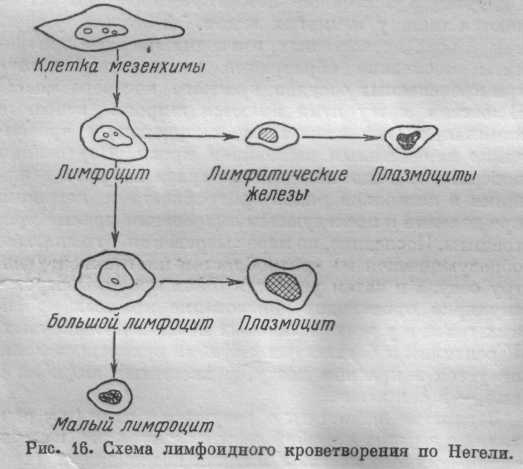 Клетка мезенхимы
Лимфоцит
Лимфатические
железы
Плазмоциты
Большой лимфоцит
Плазмоцит
Малый лимфоцит
Рис. 16. Схема лимфоидного кроветворения по Негели.